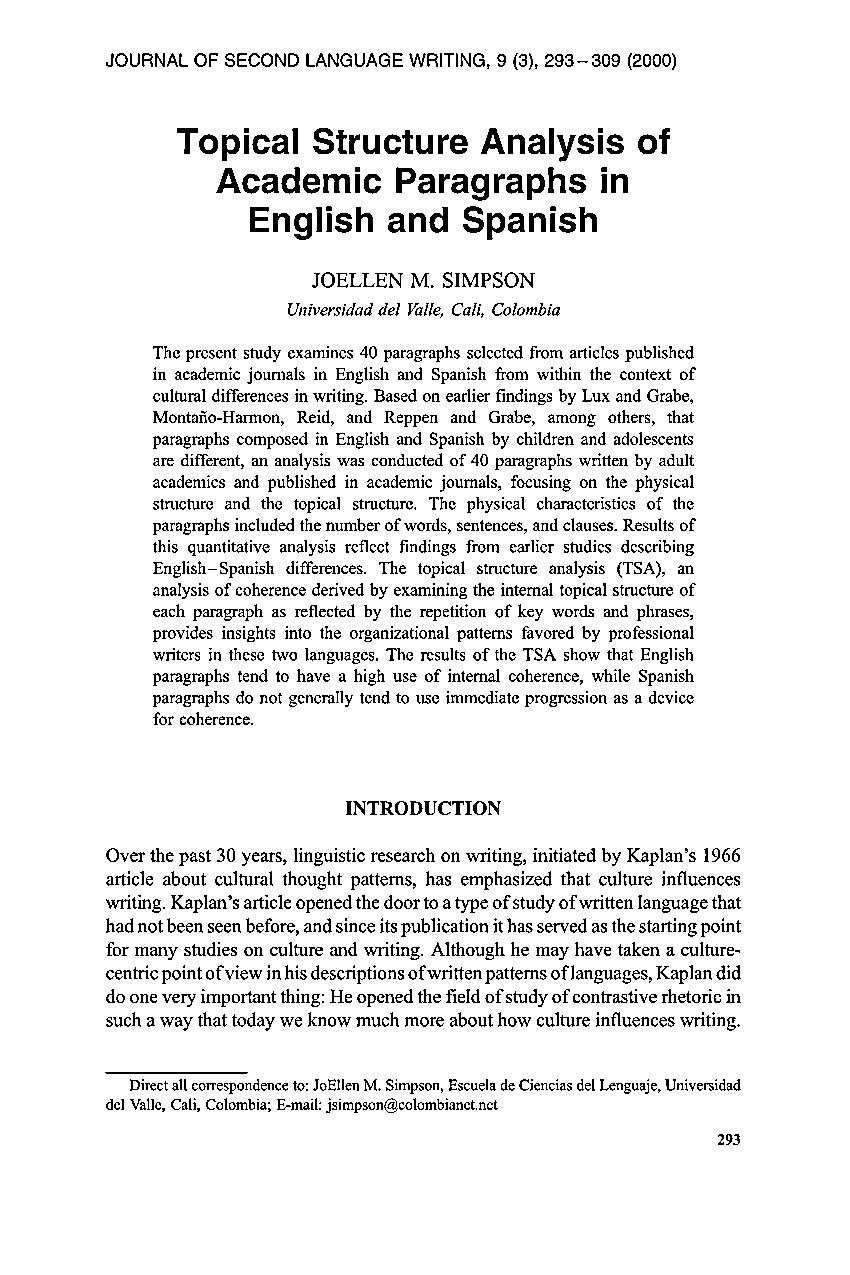 JOURNAL OF SECOND LANGUAGE WRITING, 9 (3), 293–309 (2000)
Topical Structure Analysis of
Academic Paragraphs in
English and Spanish
JOELLEN M. SIMPSON
Universidad del Valle, Cali, Colombia
The present study examines 40 paragraphs selected from articles published
in academic journals in English and Spanish from within the context of
cultural differences in writing. Based on earlier findings by Lux and Grabe,
Montaño-Harmon, Reid, and Reppen and Grabe, among others, that
paragraphs composed in English and Spanish by children and adolescents
are different, an analysis was conducted of 40 paragraphs written by adult
academics and published in academic journals, focusing on the physical
structure and the topical structure. The physical characteristics of the
paragraphs included the number of words, sentences, and clauses. Results of
this quantitative analysis reflect findings from earlier studies describing
English–Spanish differences. The topical structure analysis (TSA), an
analysis of coherence derived by examining the internal topical structure of
each paragraph as reflected by the repetition of key words and phrases,
provides insights into the organizational patterns favored by professional
writers in these two languages. The results of the TSA show that English
paragraphs tend to have a high use of internal coherence, while Spanish
paragraphs do not generally tend to use immediate progression as a device
for coherence.
INTRODUCTION
Over the past 30 years, linguistic research on writing, initiated by Kaplan's 1966
article about cultural thought patterns, has emphasized that culture influences
writing. Kaplan's article opened the door to a type of study of written language that
had not been seen before, and since its publication it has served as the starting point
for many studies on culture and writing. Although he may have taken a culture-
centric point of view in his descriptions of written patterns of languages, Kaplan did
do one very important thing: He opened the field of study of contrastive rhetoric in
such a way that today we know much more about how culture influences writing.
Direct all correspondence to: JoEllen M. Simpson, Escuela de Ciencias del Lenguaje, Universidad
del Valle, Cali, Colombia; E-mail: jsimpson@colombianet.net
293